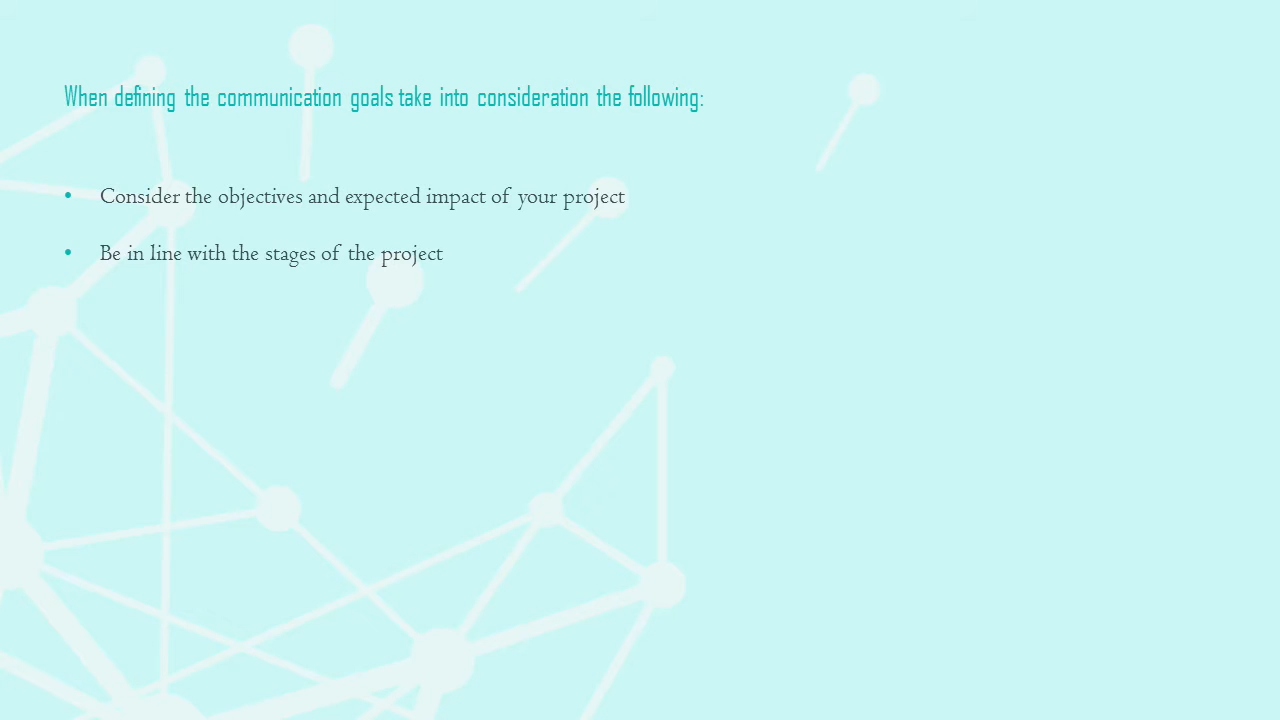 When defining the communication goals take into consideration the following:
• Consider the objectives and expected impact of your project
• Be in line with the stages of the project